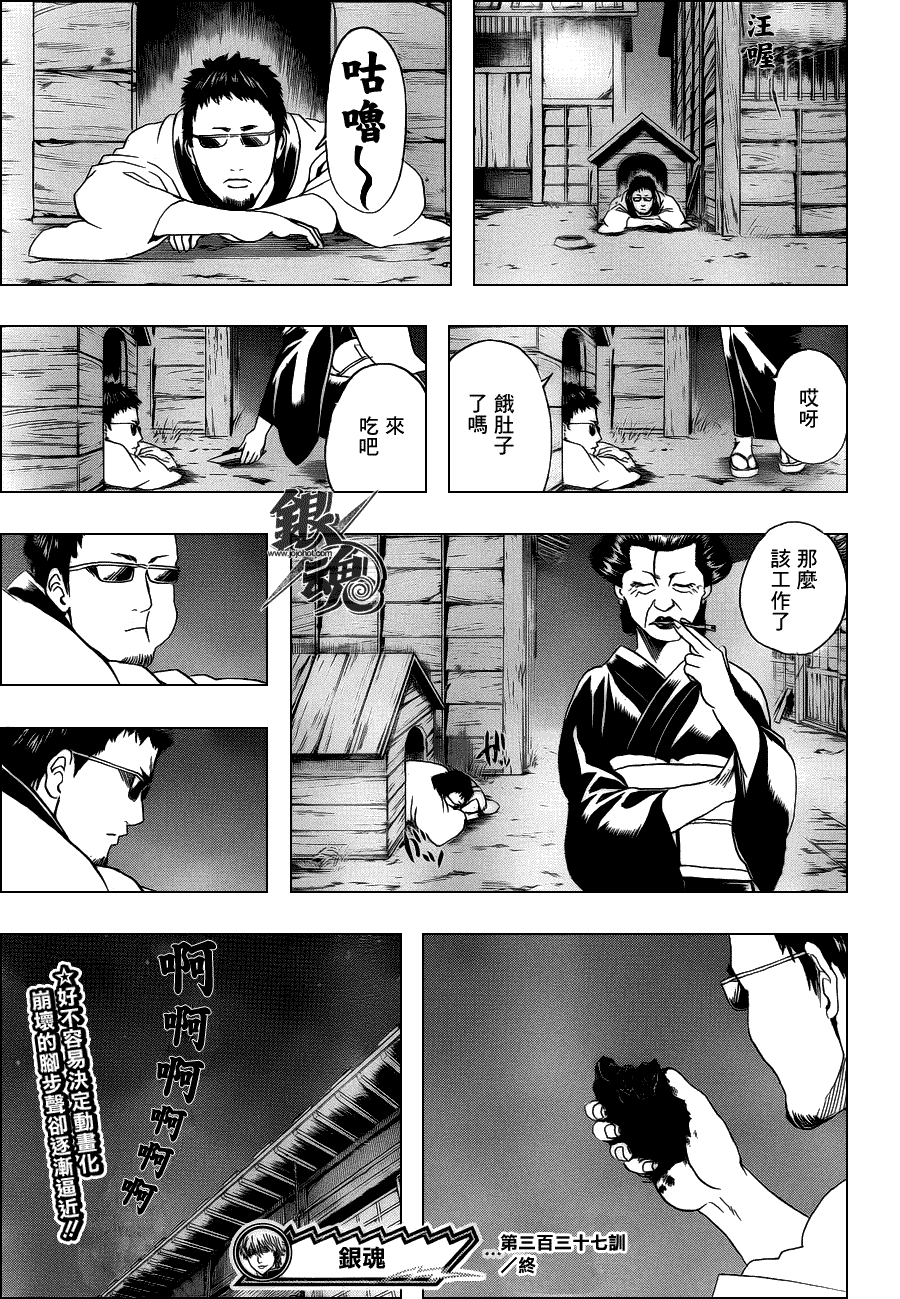 汪喔~
咕嚕~
哎呀
餓肚子
了嗎
來
吃吧
銀魂
www.jojohot.com
那麼
該工作了
啊啊啊啊啊啊
☆好不容易決定動畫化
崩壞的腳步聲卻逐漸逼近!!
銀魂
…第三百三十七訓
/終